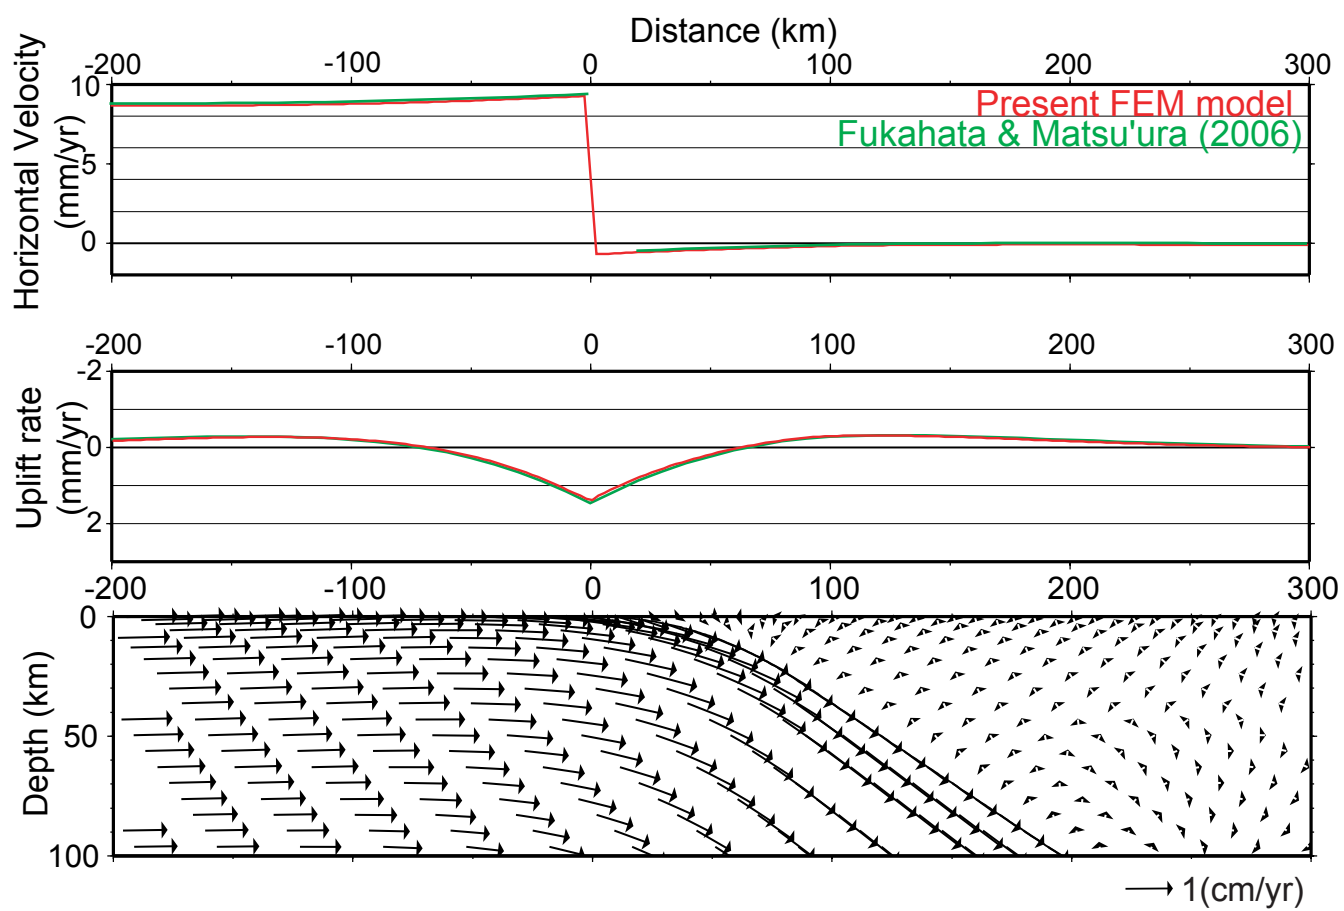 Distance (km)
-200 -100 0 100 200 300
Horizontal Velocity
(mm/yr)
10
5
0
Present FEM model
Fukahata & Matsu'ura (2006)
-200 -100 0 100 200 300
Uplift rate
(mm/yr)
-2
0
2
-200 -100 0 100 200 300
Depth (km)
0
50
100
1(cm/yr)